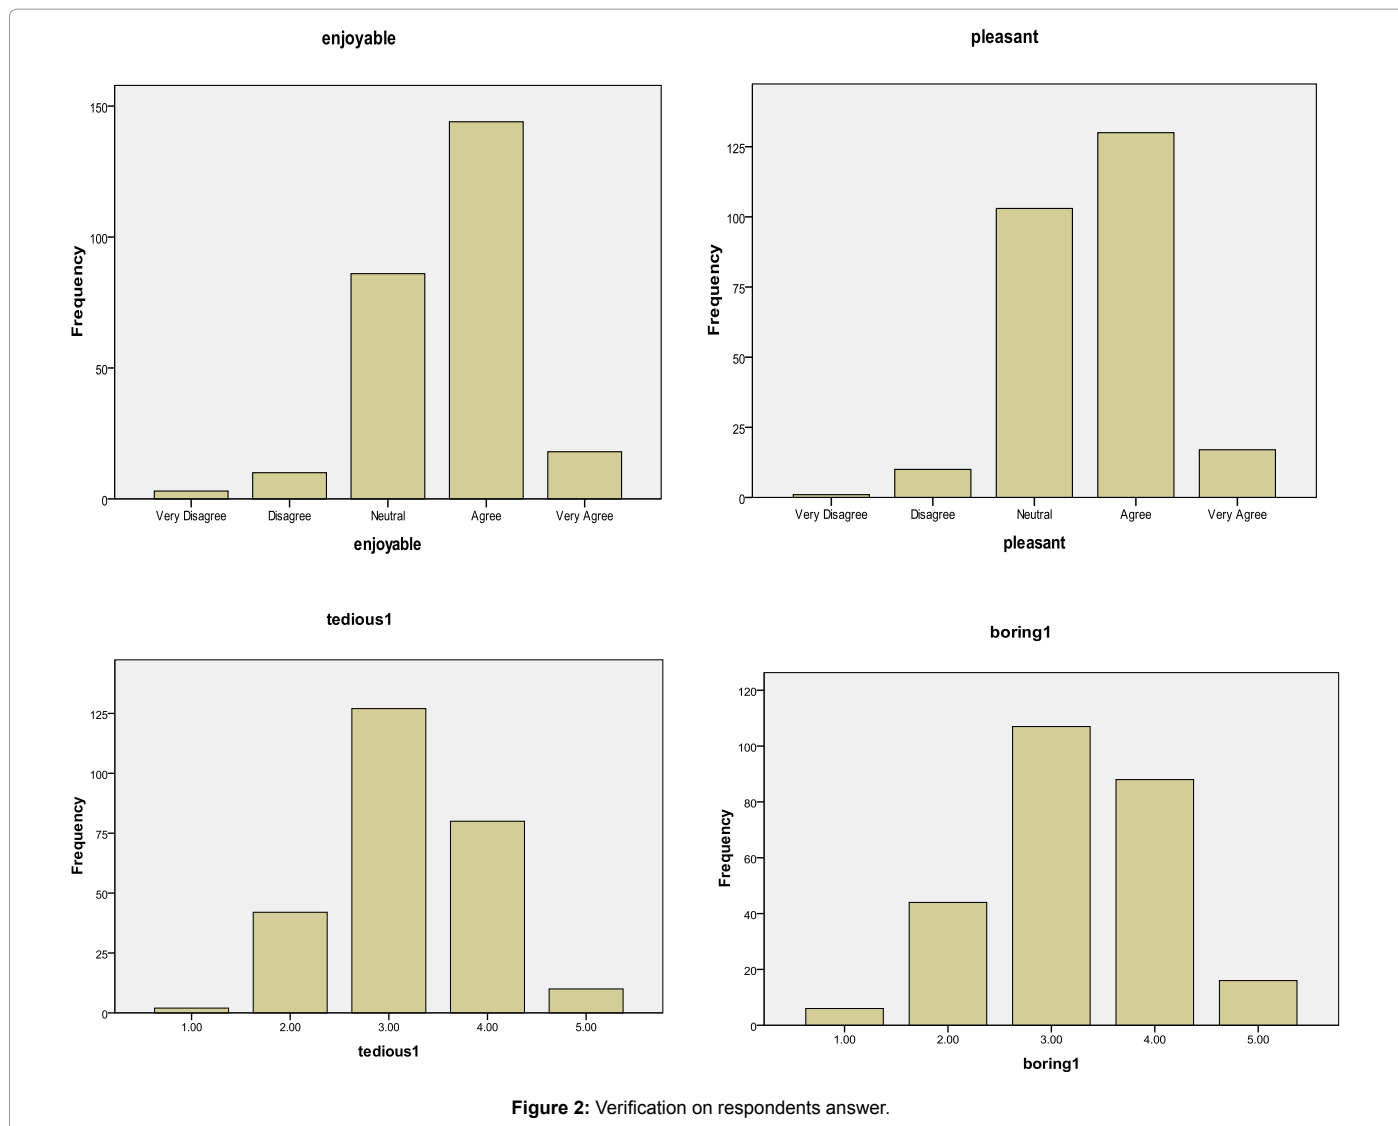 enjoyable
Frequency
150
100
50
0
Very Disagree Disagree Neutral Agree Very Agree
enjoyable
pleasant
Frequency
125
100
75
50
25
0
Very Disagree Disagree Neutral Agree Very Agree
pleasant
tedious1
Frequency
125
100
75
50
25
0
1.00 2.00 3.00 4.00 5.00
tedious1
boring1
Frequency
120
100
80
60
40
20
0
1.00 2.00 3.00 4.00 5.00
boring1
Figure 2: Verification on respondents answer.